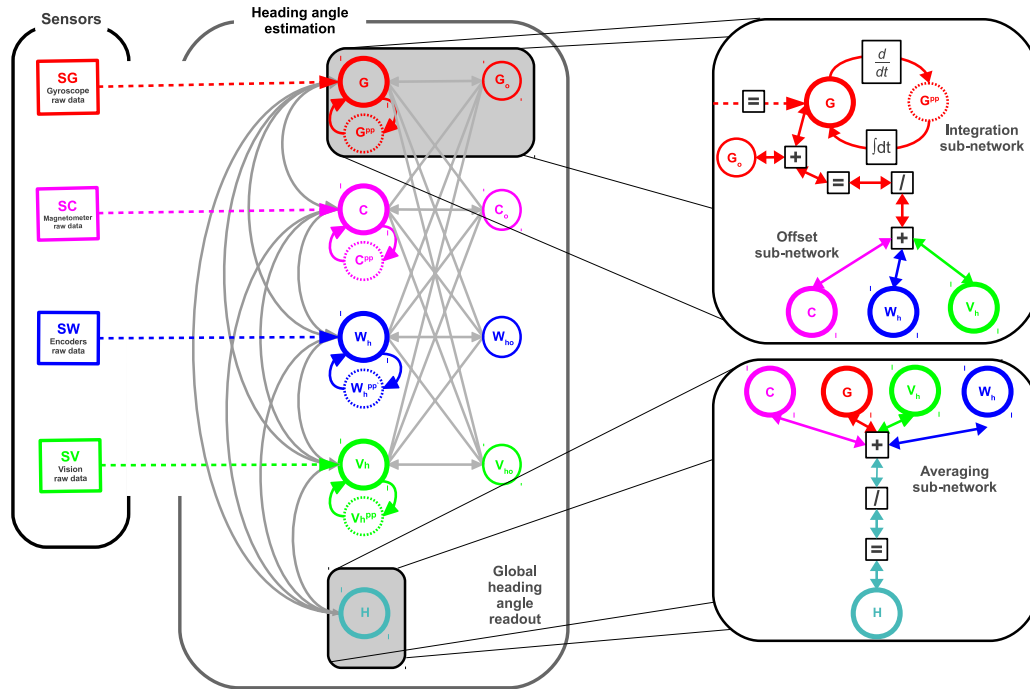 Sensors
SG
Gyroscope
raw data
SC
Magnetometer
raw data
SW
Encoders
raw data
SV
Vision
raw data
Heading angle
estimation
G
Go
Gpp
C
Co
Cpp
Wh
Who
Whpp
Vh
Vho
Vhpp
H
Global
heading
angle
readout
d
dt
=
G
Gpp
∫dt
Integration
sub-network
Go
+
=
/
Offset
sub-network
+
C
Wh
Vh
C
G
Vh
Wh
+
Averaging
sub-network
/
=
H